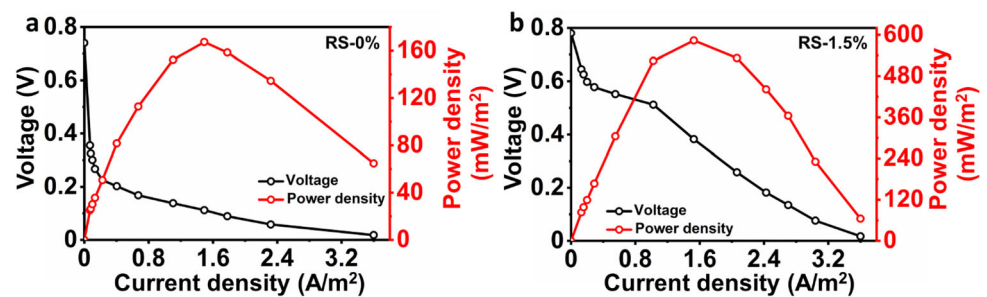 a
RS-0%
0.8
0.6
0.4
0.2
0
Voltage (V)
160
120
80
40
0
Power density
(mW/m²)
Voltage
Power density
0
0.8
1.6
2.4
3.2
Current density (A/m²)
b
RS-1.5%
0.8
0.6
0.4
0.2
0
Voltage (V)
600
480
360
240
120
0
Power density
(mW/m²)
Voltage
Power density
0
0.8
1.6
2.4
3.2
Current density (A/m²)